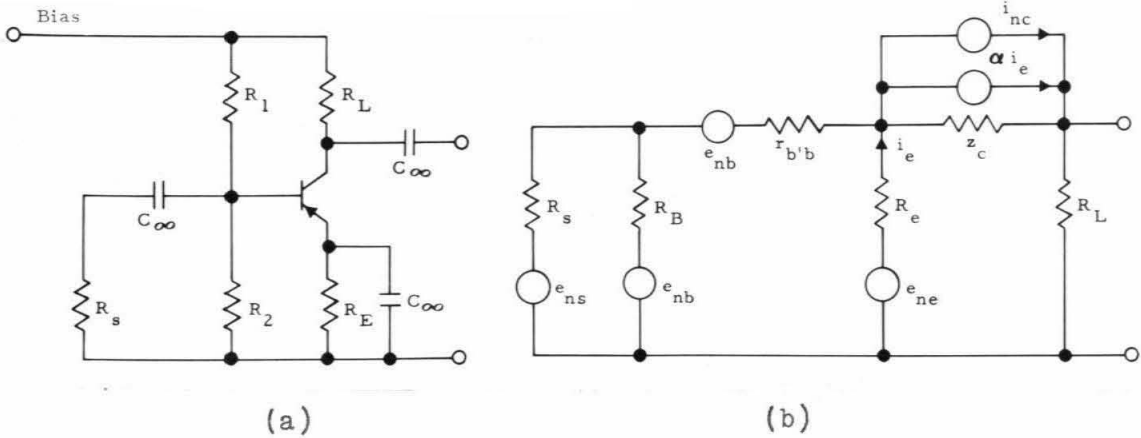 Bias
R1
RL
C∞
C∞
Rs
R2
RE
C∞
(a)
inc
α ie
enb
rb'b
ie
zc
Rs
RB
Re
RL
ens
enb
ene
(b)